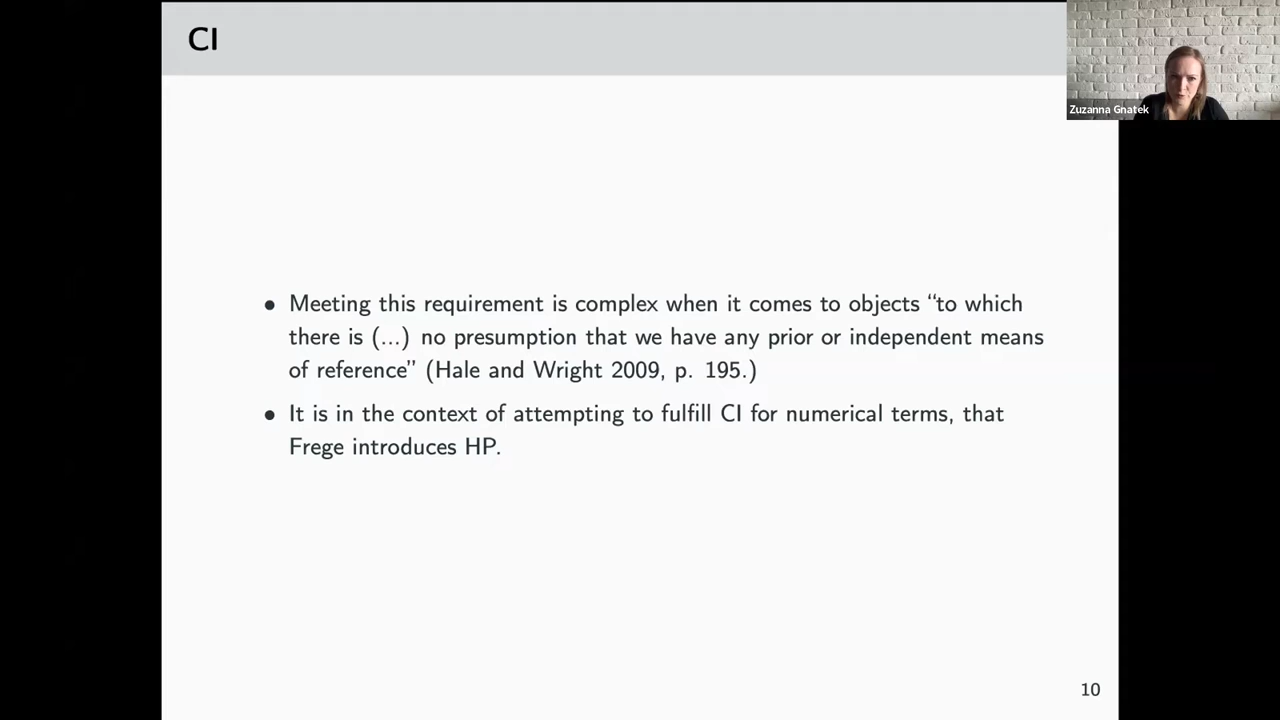 CI
Zuzanna Gnatek
• Meeting this requirement is complex when it comes to objects “to which
there is (...) no presumption that we have any prior or independent means
of reference” (Hale and Wright 2009, p. 195.)
• It is in the context of attempting to fulfill CI for numerical terms, that
Frege introduces HP.
10